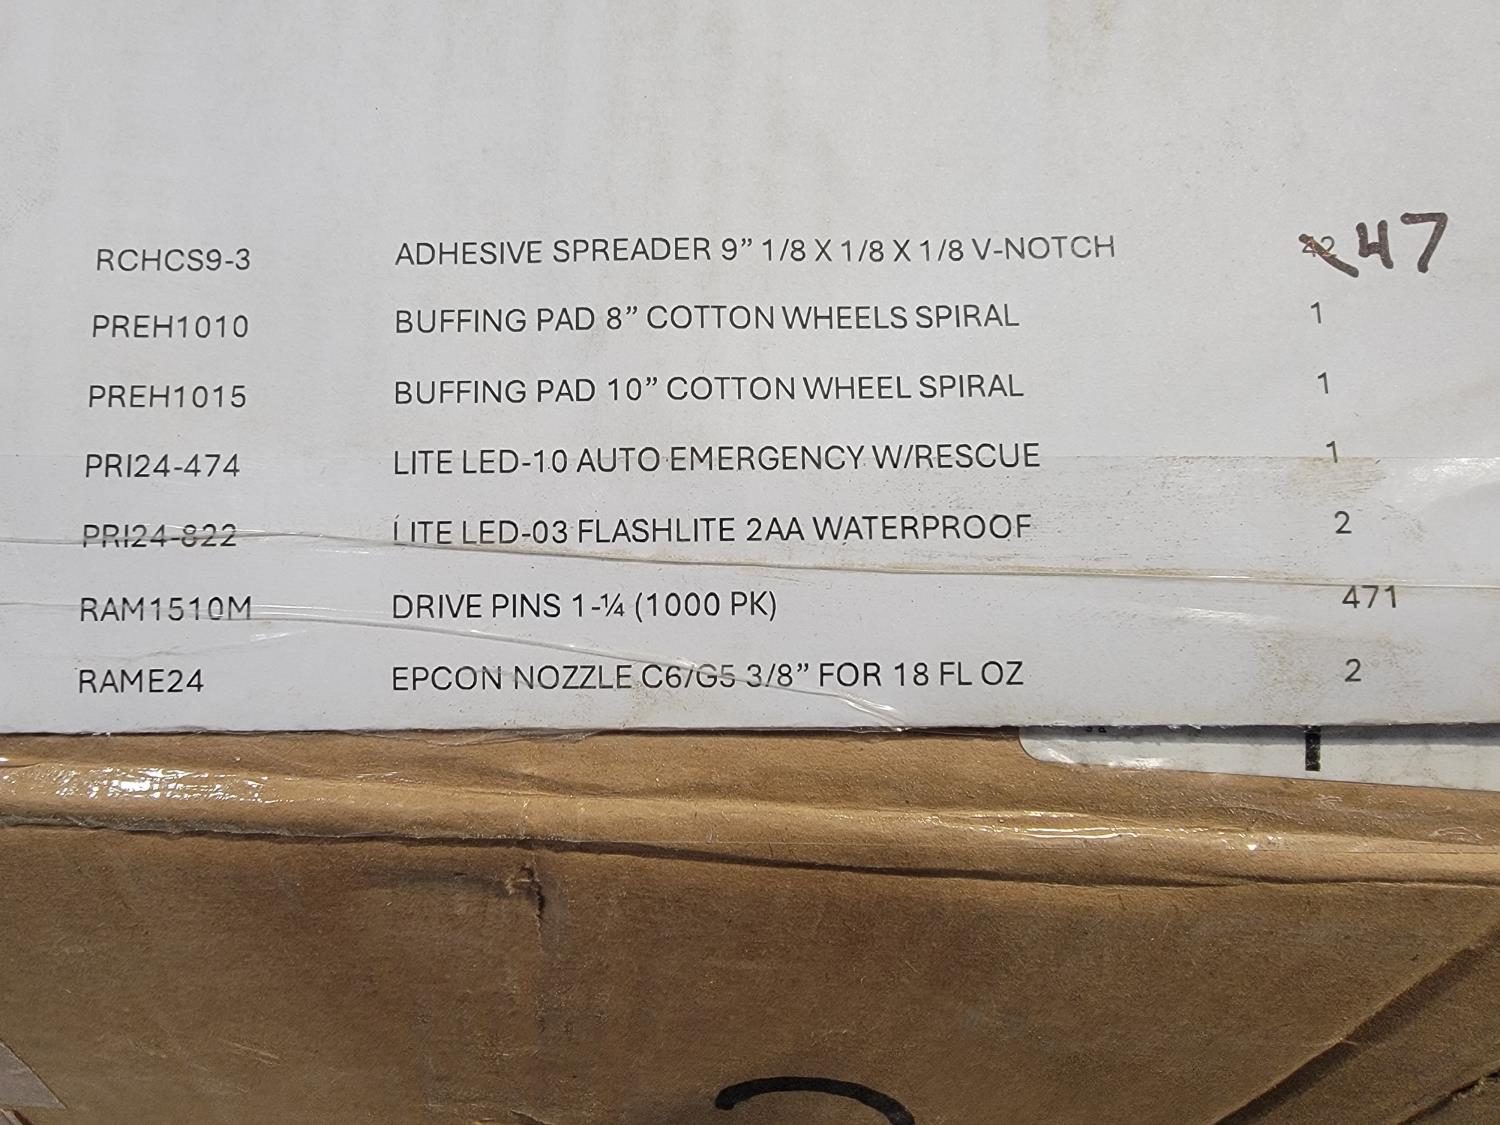 RCHCS9-3 ADHESIVE SPREADER 9” 1/8 X 1/8 X 1/8 V-NOTCH 42 47
PREH1010 BUFFING PAD 8” COTTON WHEELS SPIRAL 1
PREH1015 BUFFING PAD 10” COTTON WHEEL SPIRAL 1
PRI24-474 LITE LED-10 AUTO EMERGENCY W/RESCUE 1
PRI24-822 LITE LED-03 FLASHLITE 2AA WATERPROOF 2
RAM1510M DRIVE PINS 1-¼ (1000 PK) 471
RAME24 EPCON NOZZLE C6/G5 3/8” FOR 18 FL OZ 2